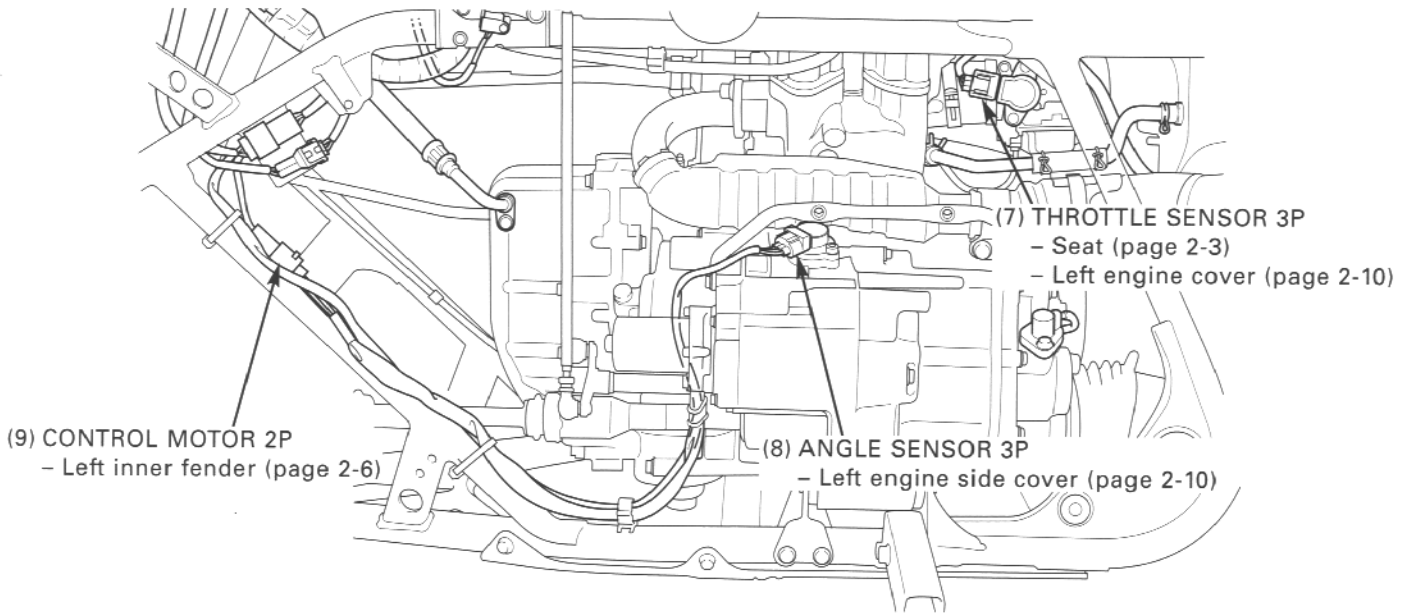 (7) THROTTLE SENSOR 3P
– Seat (page 2-3)
– Left engine cover (page 2-10)
(9) CONTROL MOTOR 2P
– Left inner fender (page 2-6)
(8) ANGLE SENSOR 3P
– Left engine side cover (page 2-10)